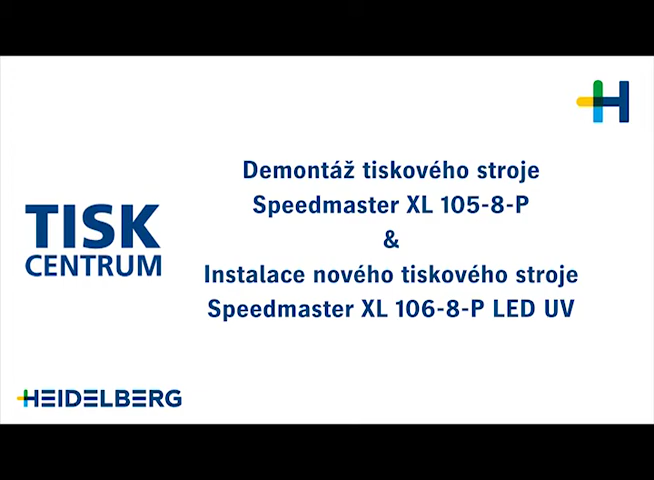 TISK
CENTRUM
Demontáž tiskového stroje
Speedmaster XL 105-8-P
&
Instalace nového tiskového stroje
Speedmaster XL 106-8-P LED UV
HEIDELBERG